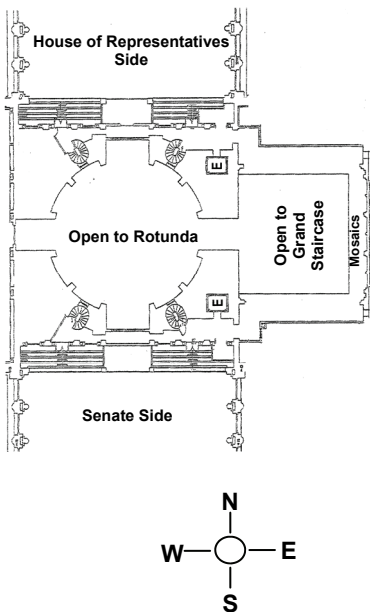 House of Representatives
Side
E
Open to Rotunda
Open to
Grand
Staircase
Mosaics
E
Senate Side
N
W
E
S